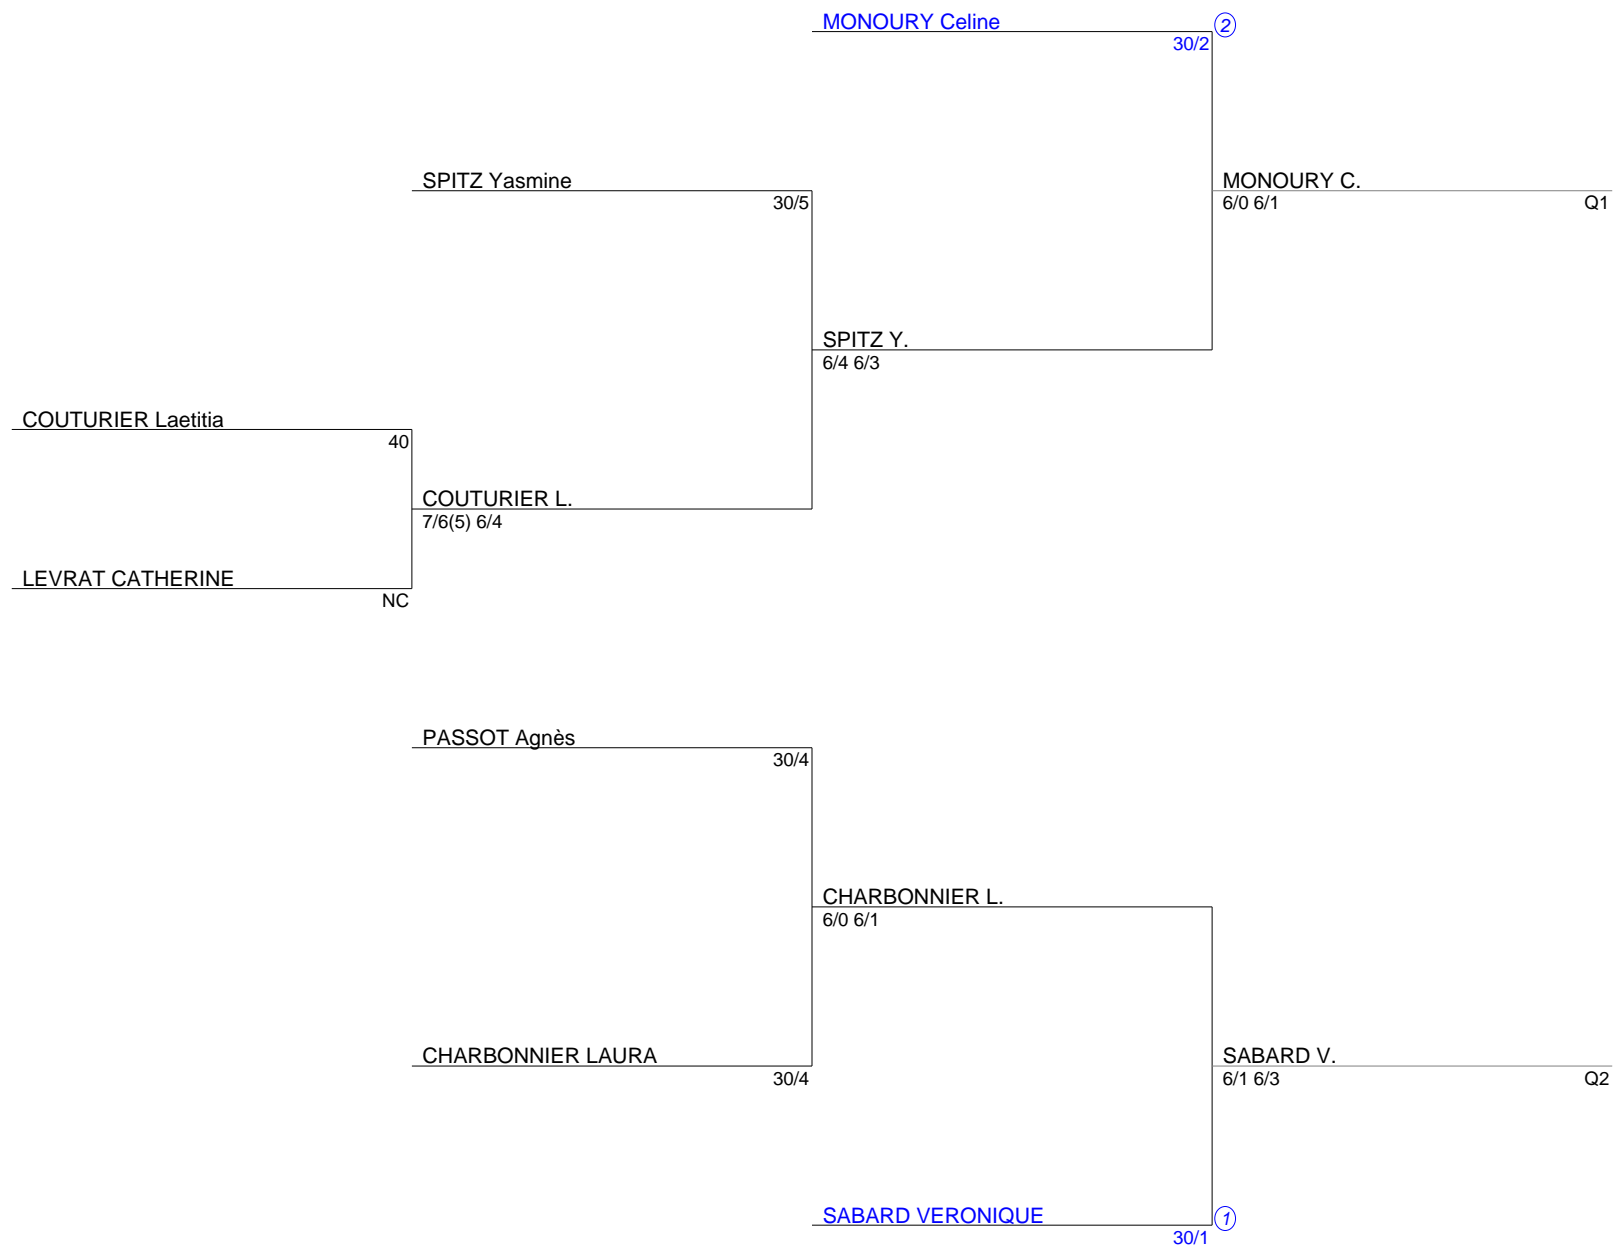 MONOURY Celine
2
30/2
SPITZ Yasmine
30/5
MONOURY C.
6/0 6/1
Q1
SPITZ Y.
6/4 6/3
COUTURIER Laetitia
40
COUTURIER L.
7/6(5) 6/4
LEVRAT CATHERINE
NC
PASSOT Agnès
30/4
CHARBONNIER L.
6/0 6/1
CHARBONNIER LAURA
30/4
SABARD V.
6/1 6/3
Q2
SABARD VERONIQUE
1
30/1